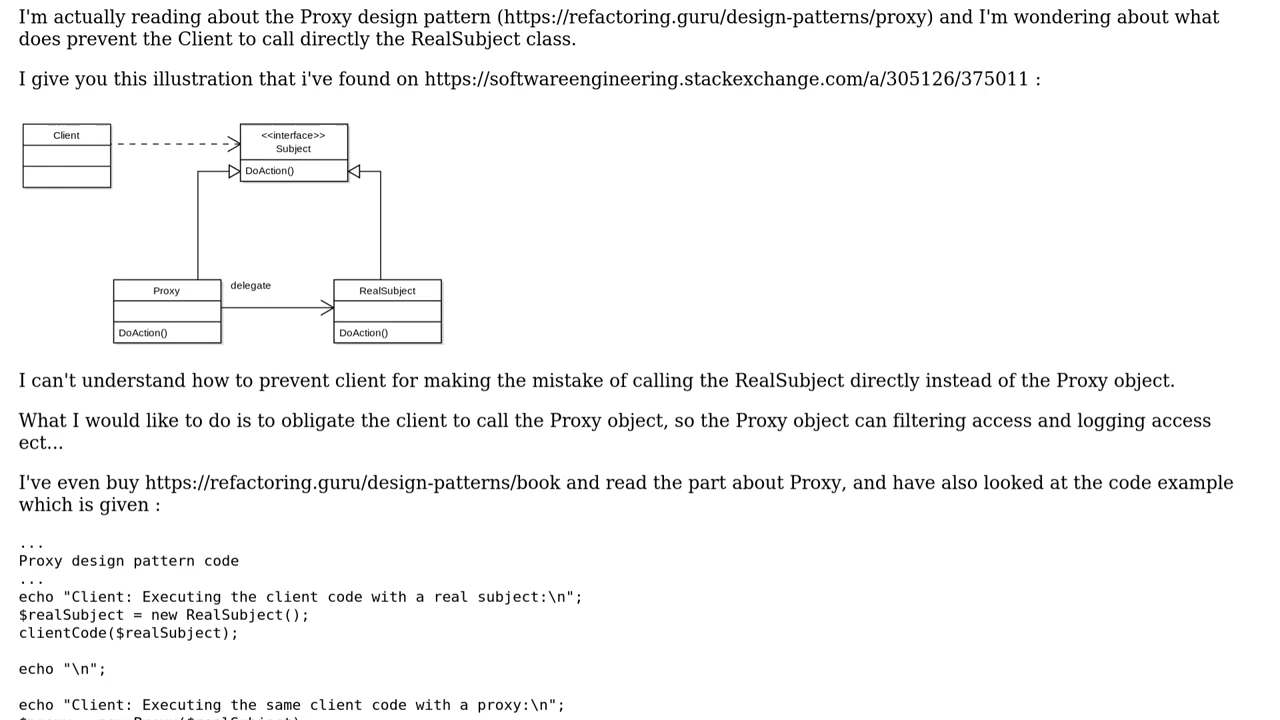 I'm actually reading about the Proxy design pattern (https://refactoring.guru/design-patterns/proxy) and I'm wondering about what
does prevent the Client to call directly the RealSubject class.
I give you this illustration that i've found on https://softwareengineering.stackexchange.com/a/305126/375011 :
Client
<<interface>>
Subject
DoAction()
delegate
Proxy
RealSubject
DoAction()
DoAction()
I can't understand how to prevent client for making the mistake of calling the RealSubject directly instead of the Proxy object.
What I would like to do is to obligate the client to call the Proxy object, so the Proxy object can filtering access and logging access
ect...
I've even buy https://refactoring.guru/design-patterns/book and read the part about Proxy, and have also looked at the code example
which is given :
...
Proxy design pattern code
...
echo "Client: Executing the client code with a real subject:\n";
$realSubject = new RealSubject();
clientCode($realSubject);
echo "\n";
echo "Client: Executing the same client code with a proxy:\n";